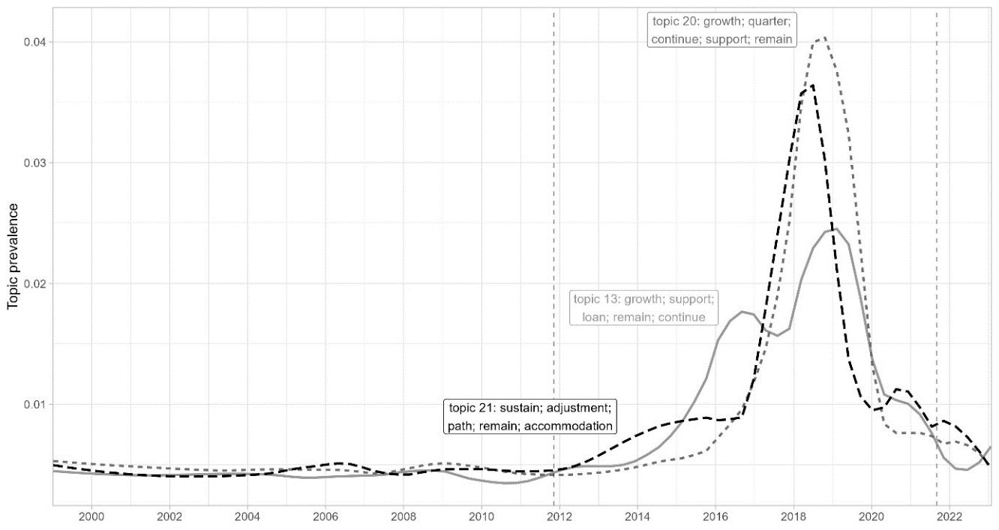 topic 20: growth; quarter;
continue; support; remain
0.04
0.03
Topic prevalence
0.02
topic 13: growth; support;
loan; remain; continue
0.01
topic 21: sustain; adjustment;
path; remain; accommodation
2000 2002 2004 2006 2008 2010 2012 2014 2016 2018 2020 2022